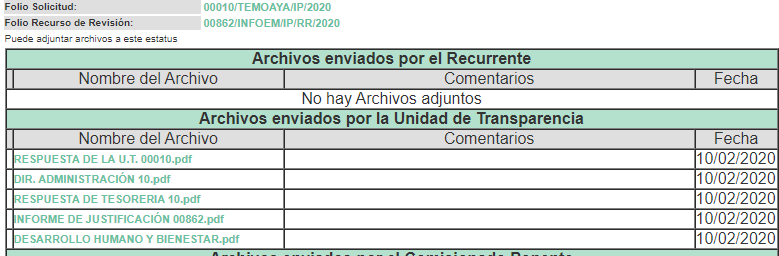 Folio Solicitud: 00010/TEMOAYA/IP/2020
Folio Recurso de Revisión: 00862/INFOEM/IP/RR/2020
Puede adjuntar archivos a este estatus
Archivos enviados por el Recurrente
Nombre del Archivo Comentarios Fecha
No hay Archivos adjuntos
Archivos enviados por la Unidad de Transparencia
Nombre del Archivo Comentarios Fecha
RESPUESTA DE LA U.T. 00010.pdf 10/02/2020
DIR. ADMINISTRACIÓN 10.pdf 10/02/2020
RESPUESTA DE TESORERIA 10.pdf 10/02/2020
INFORME DE JUSTIFICACIÓN 00862.pdf 10/02/2020
DESARROLLO HUMANO Y BIENESTAR.pdf 10/02/2020
Archivos enviados por el Comisionado Ponente